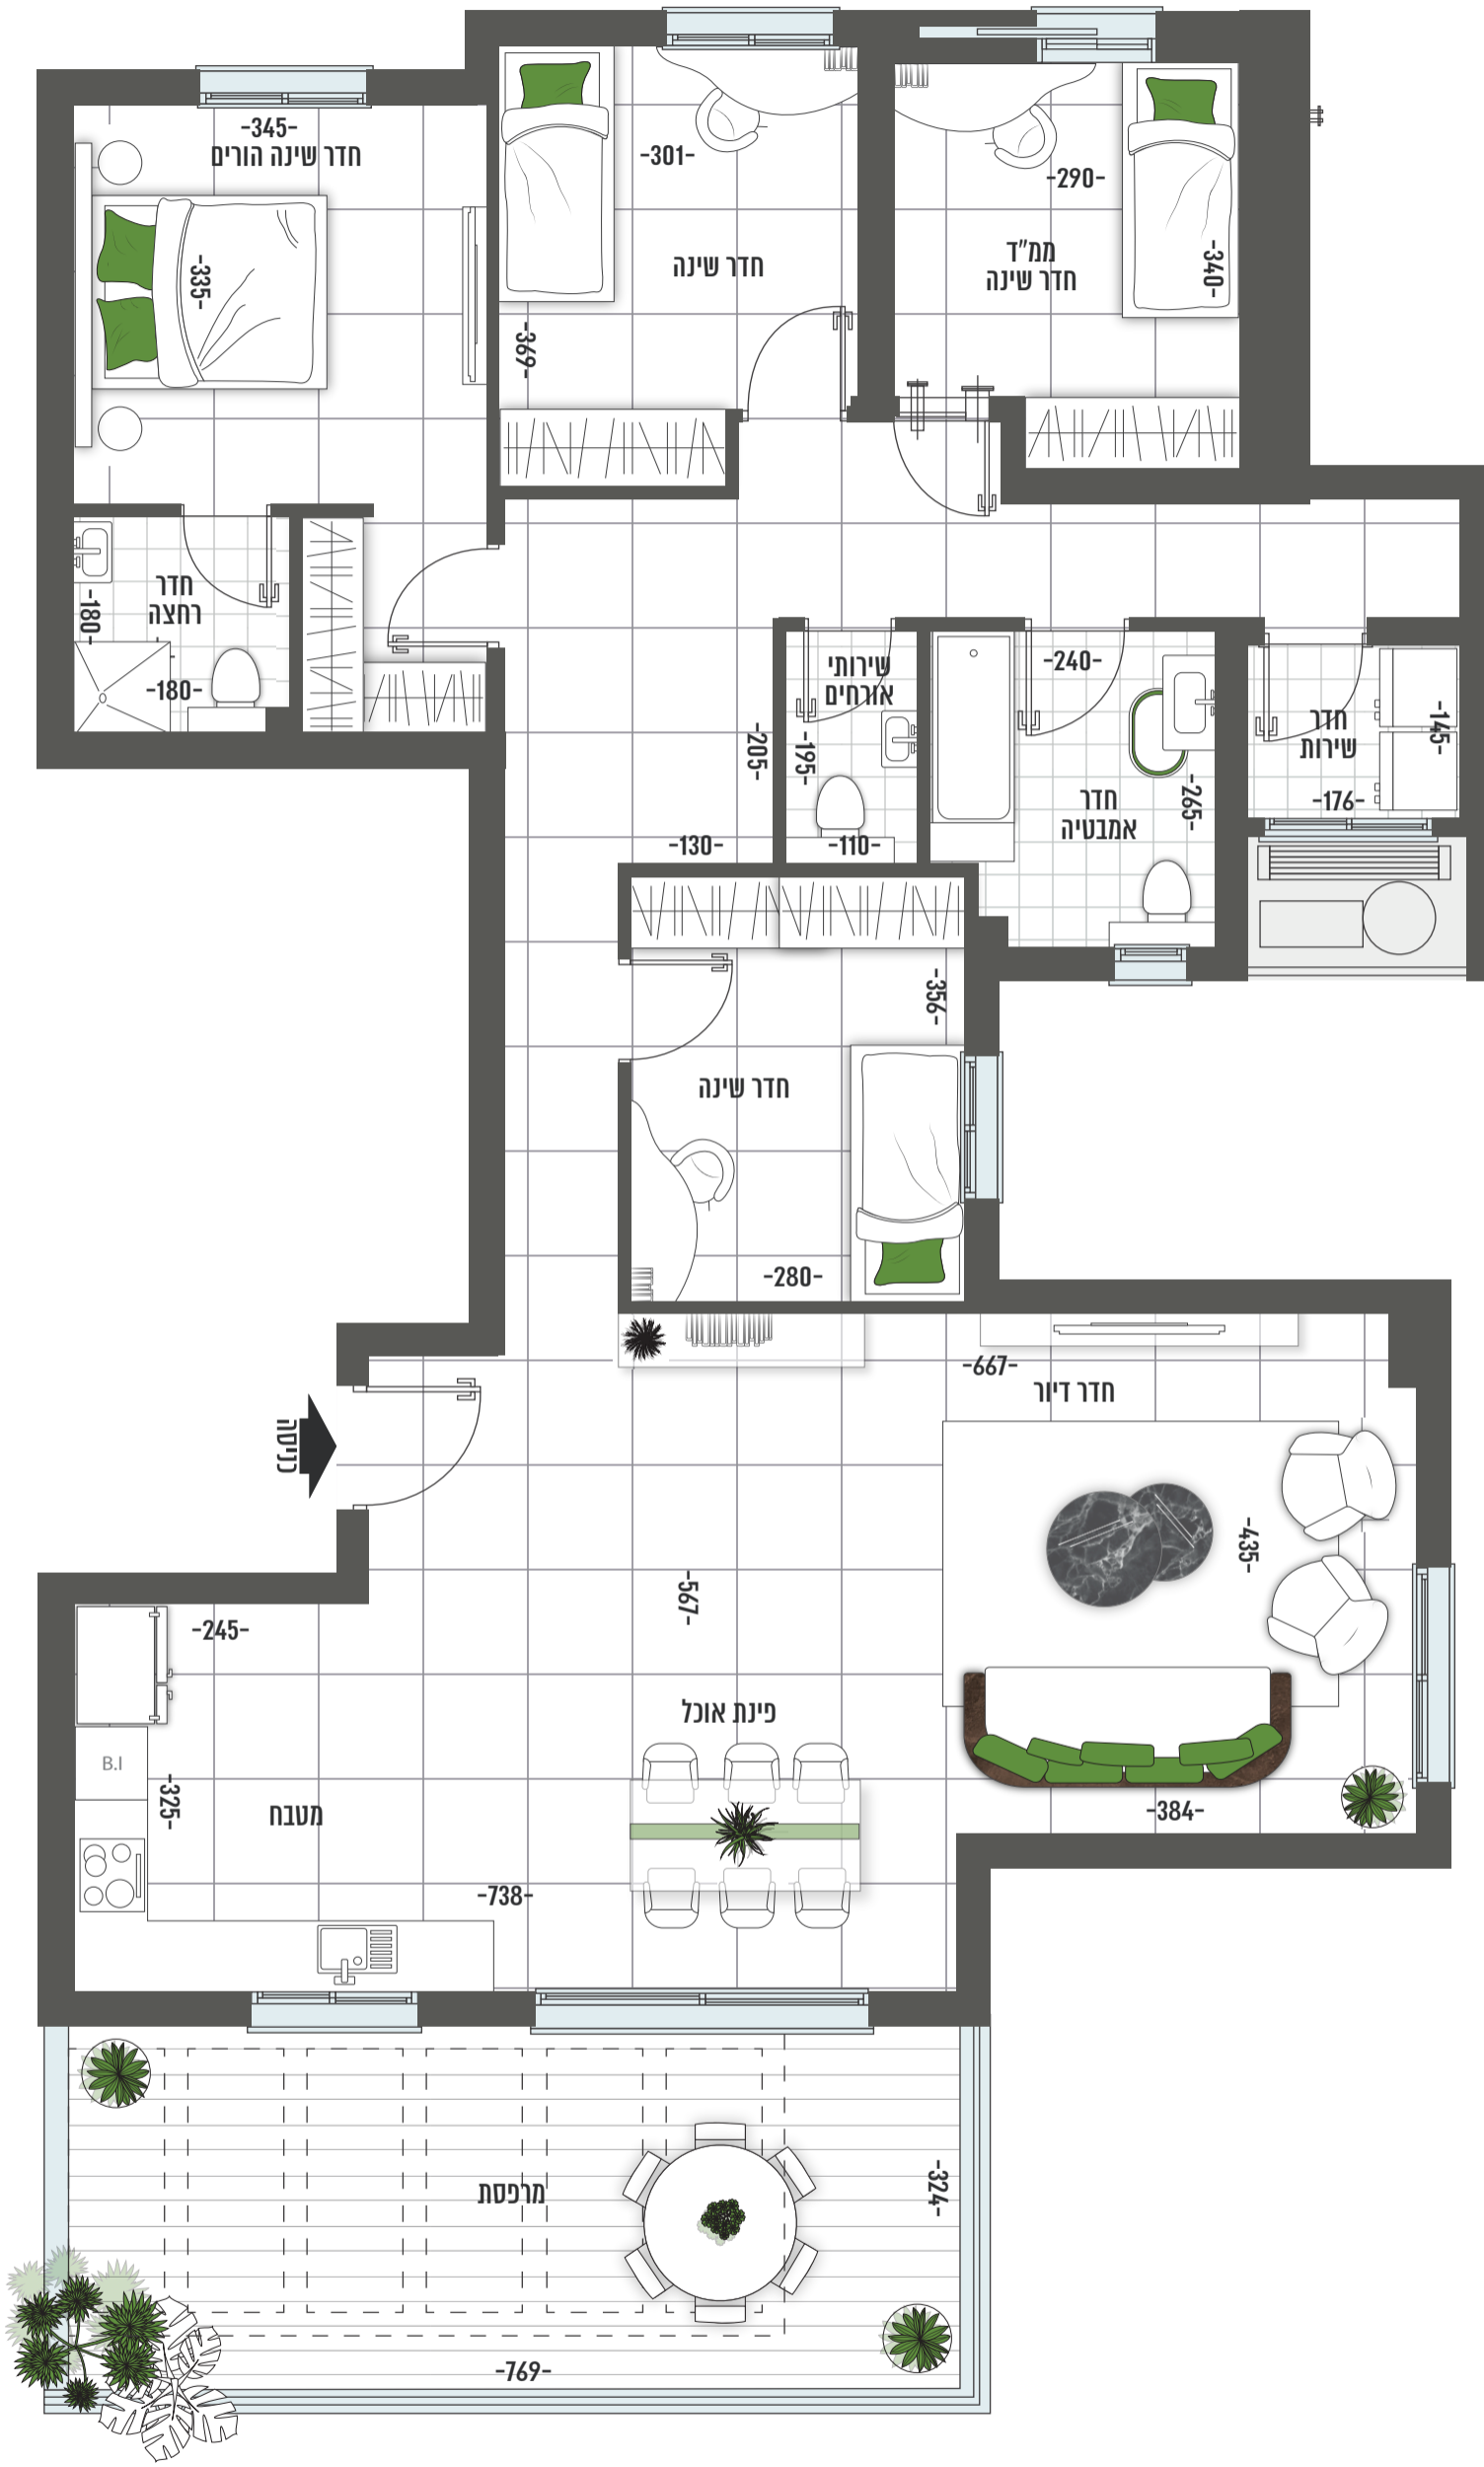 -345-
חדר שינה הורים
-335-
-301-
חדר שינה
-369-
-290-
ממ"ד
חדר שינה
-340-
חדר
רחצה
-180-
-180-
שירותי
אורחים
-195-
-110-
-205-
-130-
-240-
חדר
אמבטיה
-265-
חדר
שירות
-145-
-176-
-356-
חדר שינה
-280-
-667-
חדר דיור
-435-
כניסה
-567-
-245-
B.I
-325-
מטבח
פינת אוכל
-384-
-738-
מרפסת
-324-
-769-